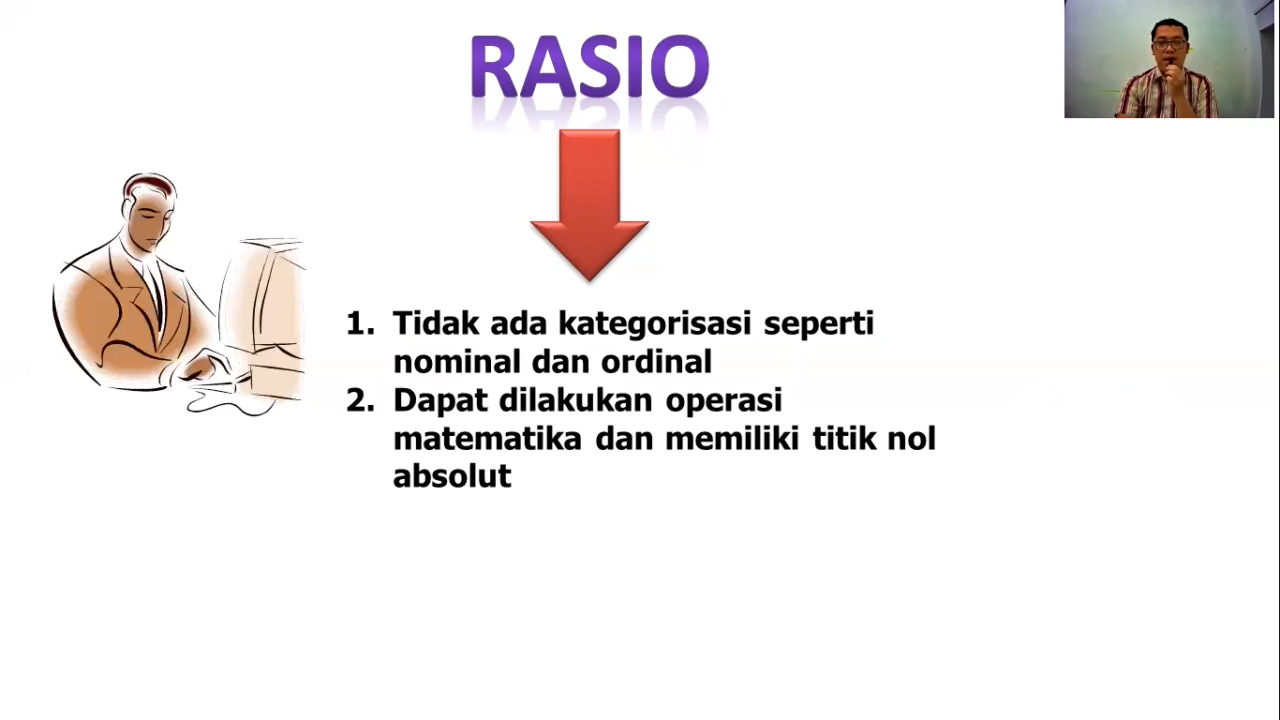 RASIO
1. Tidak ada kategorisasi seperti
nominal dan ordinal
2. Dapat dilakukan operasi
matematika dan memiliki titik nol
absolut